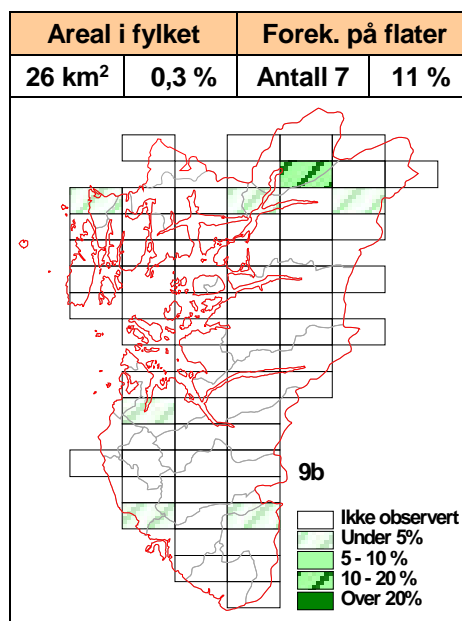 Areal i fylket Forek. på flater
26 km² 0,3 % Antall 7 11 %
9b
Ikke observert
Under 5%
5 - 10 %
10 - 20 %
Over 20%